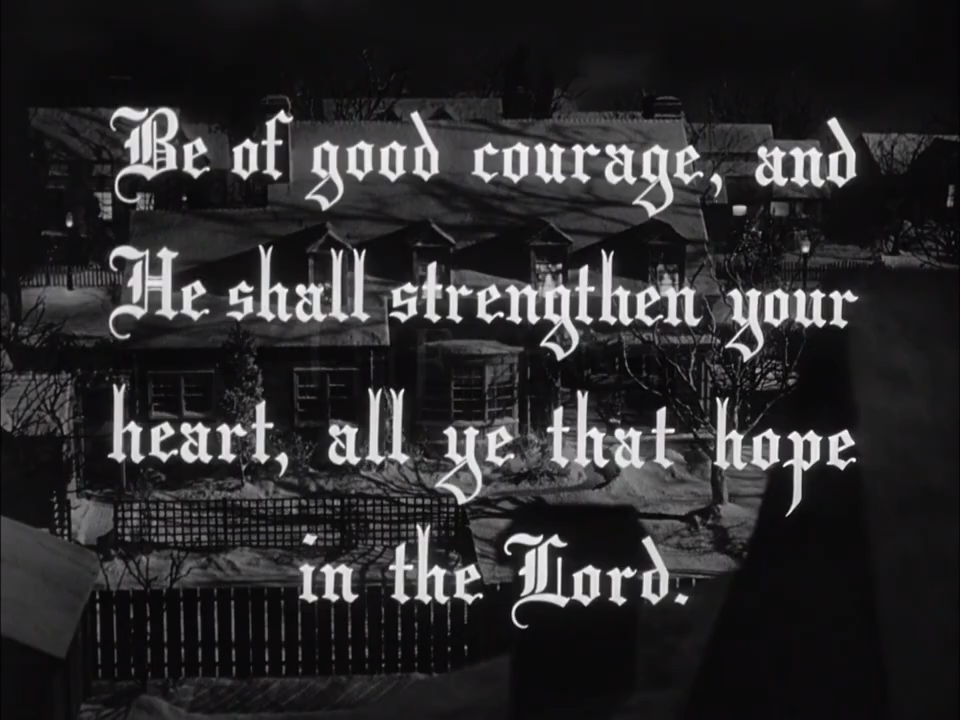 Be of good courage, and
He shall strengthen your
heart, all ye that hope
in the Lord.